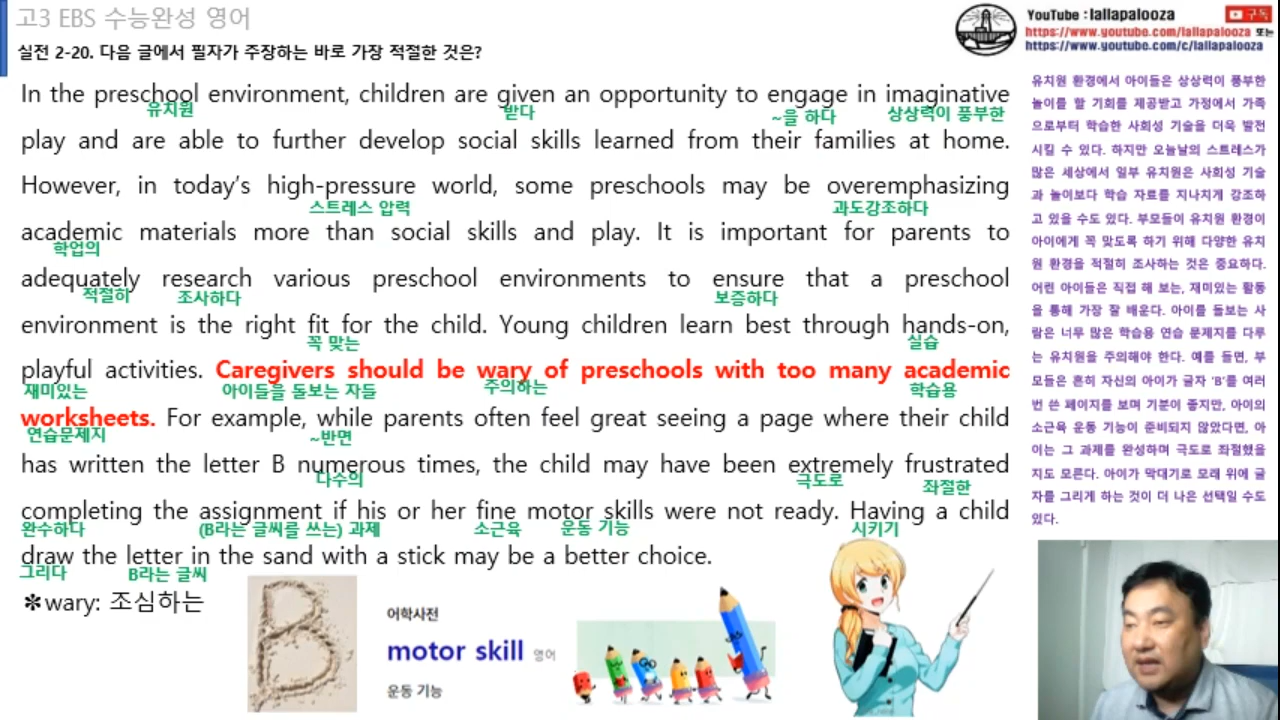 고3 EBS 수능완성 영어
실전 2-20. 다음 글에서 필자가 주장하는 바로 가장 적절한 것은?
YouTube : lallapalooza
구독
https://www.youtube.com/lallapalooza 또는
https://www.youtube.com/c/lallapalooza
In the preschool environment, children are given an opportunity to engage in imaginative
유치원 받다 ~을 하다 상상력이 풍부한
play and are able to further develop social skills learned from their families at home.
However, in today's high-pressure world, some preschools may be overemphasizing
스트레스 압력 과도강조하다
academic materials more than social skills and play. It is important for parents to
학업의
adequately research various preschool environments to ensure that a preschool
적절히 조사하다 보증하다
environment is the right fit for the child. Young children learn best through hands-on,
꼭 맞는 실습
playful activities. Caregivers should be wary of preschools with too many academic
재미있는 아이들을 돌보는 자들 주의하는 학습용
worksheets. For example, while parents often feel great seeing a page where their child
연습문제지 ~반면
has written the letter B numerous times, the child may have been extremely frustrated
다수의 극도로 좌절한
completing the assignment if his or her fine motor skills were not ready. Having a child
완수하다 (B라는 글씨를 쓰는) 과제 소근육 운동 기능 시키기
draw the letter in the sand with a stick may be a better choice.
그리다 B라는 글씨
✻wary: 조심하는
B
어학사전
motor skill 영어
운동 기능
유치원 환경에서 아이들은 상상력이 풍부한
놀이를 할 기회를 제공받고 가정에서 가족
으로부터 학습한 사회성 기술을 더욱 발전
시킬 수 있다. 하지만 오늘날의 스트레스가
많은 세상에서 일부 유치원은 사회성 기술
과 놀이보다 학습 자료를 지나치게 강조하
고 있을 수도 있다. 부모들이 유치원 환경이
아이에게 꼭 맞도록 하기 위해 다양한 유치
원 환경을 적절히 조사하는 것은 중요하다.
어린 아이들은 직접 해 보는, 재미있는 활동
을 통해 가장 잘 배운다. 아이를 돌보는 사
람은 너무 많은 학습용 연습 문제지를 다루
는 유치원을 주의해야 한다. 예를 들면, 부
모들은 흔히 자신의 아이가 글자 'B'를 여러
번 쓴 페이지를 보며 기분이 좋지만, 아이의
소근육 운동 기능이 준비되지 않았다면, 아
이는 그 과제를 완성하며 극도로 좌절했을
지도 모른다. 아이가 막대기로 모래 위에 글
자를 그리게 하는 것이 더 나은 선택일 수도
있다.